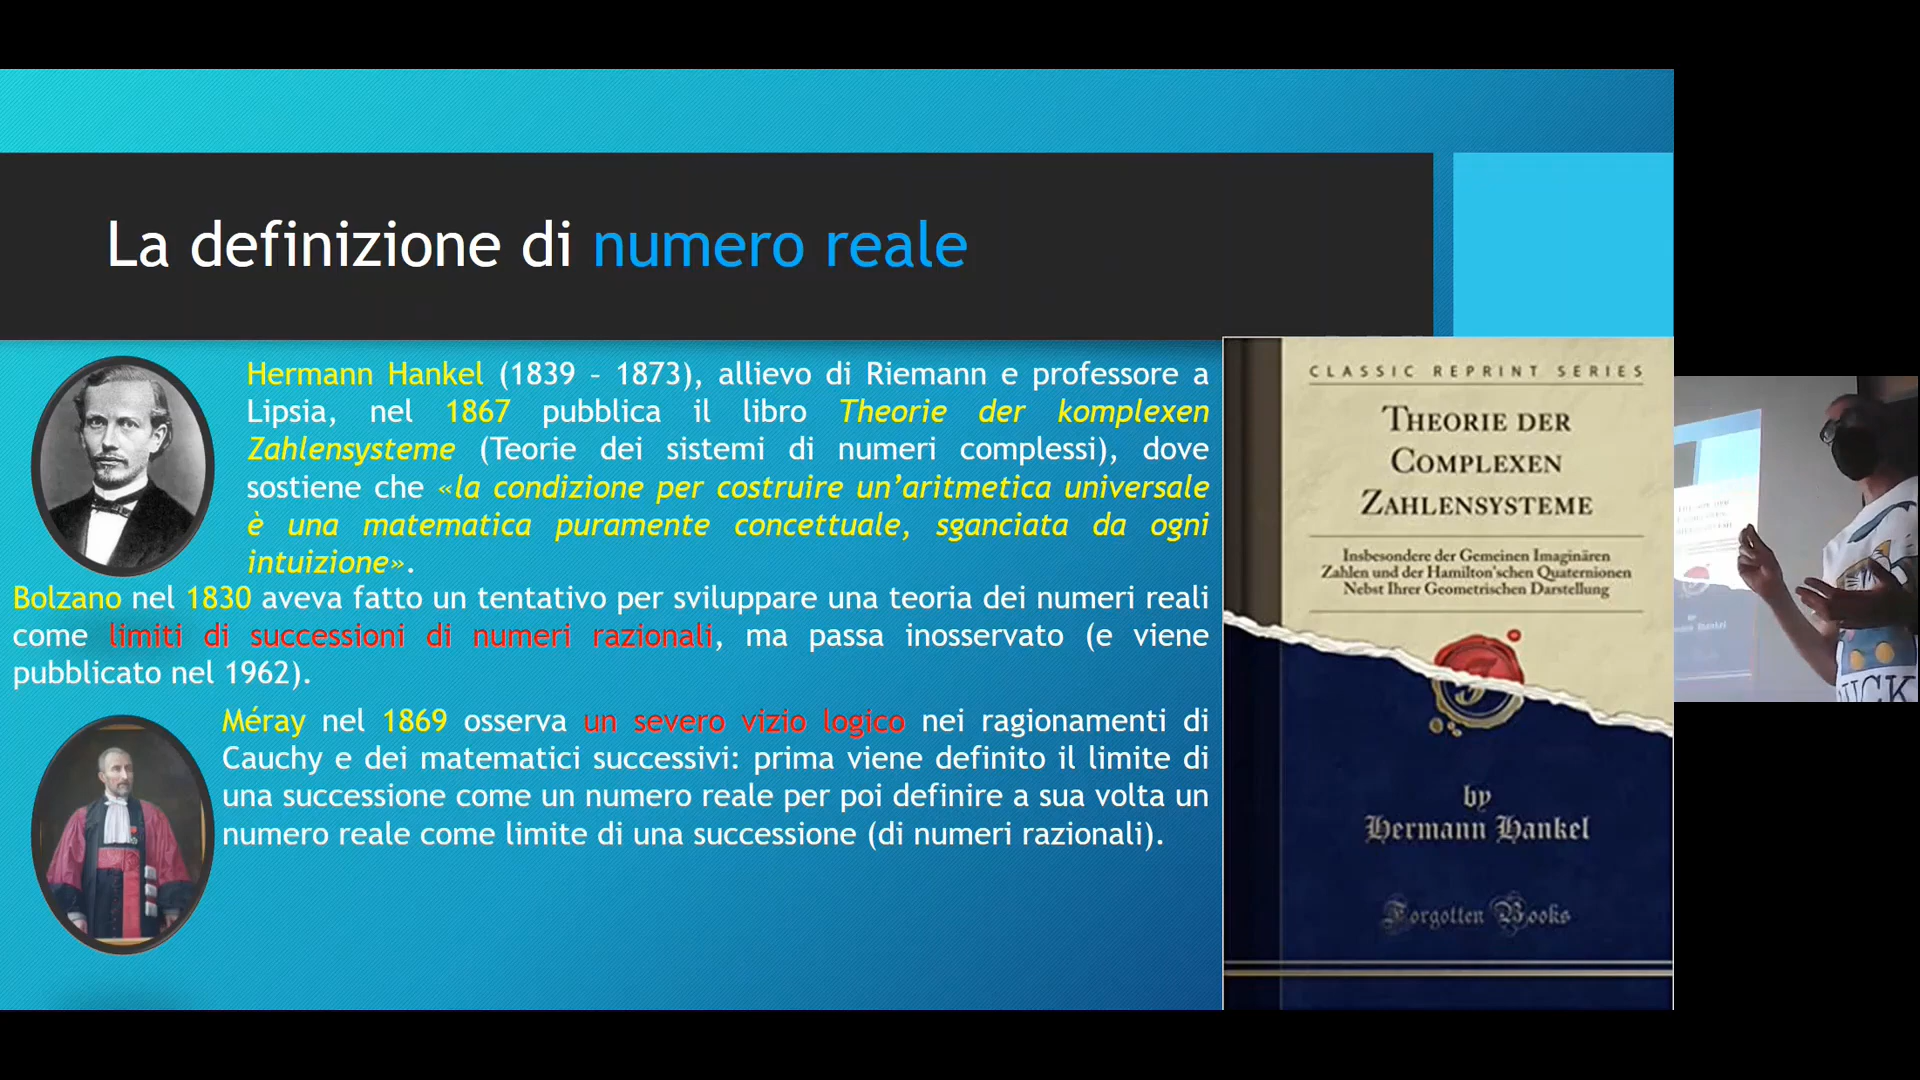 La definizione di numero reale
Hermann Hankel (1839 – 1873), allievo di Riemann e professore a
Lipsia, nel 1867 pubblica il libro Theorie der komplexen
Zahlensysteme (Teorie dei sistemi di numeri complessi), dove
sostiene che «la condizione per costruire un’aritmetica universale
è una matematica puramente concettuale, sganciata da ogni
intuizione».
Bolzano nel 1830 aveva fatto un tentativo per sviluppare una teoria dei numeri reali
come limiti di successioni di numeri razionali, ma passa inosservato (e viene
pubblicato nel 1962).
Méray nel 1869 osserva un severo vizio logico nei ragionamenti di
Cauchy e dei matematici successivi: prima viene definito il limite di
una successione come un numero reale per poi definire a sua volta un
numero reale come limite di una successione (di numeri razionali).
CLASSIC REPRINT SERIES
THEORIE DER
COMPLEXEN
ZAHLENSYSTEME
Insbesondere der Gemeinen Imaginären
Zahlen und der Hamilton'schen Quaternionen
Nebst Ihrer Geometrischen Darstellung
by
Hermann Hankel
Forgotten Books